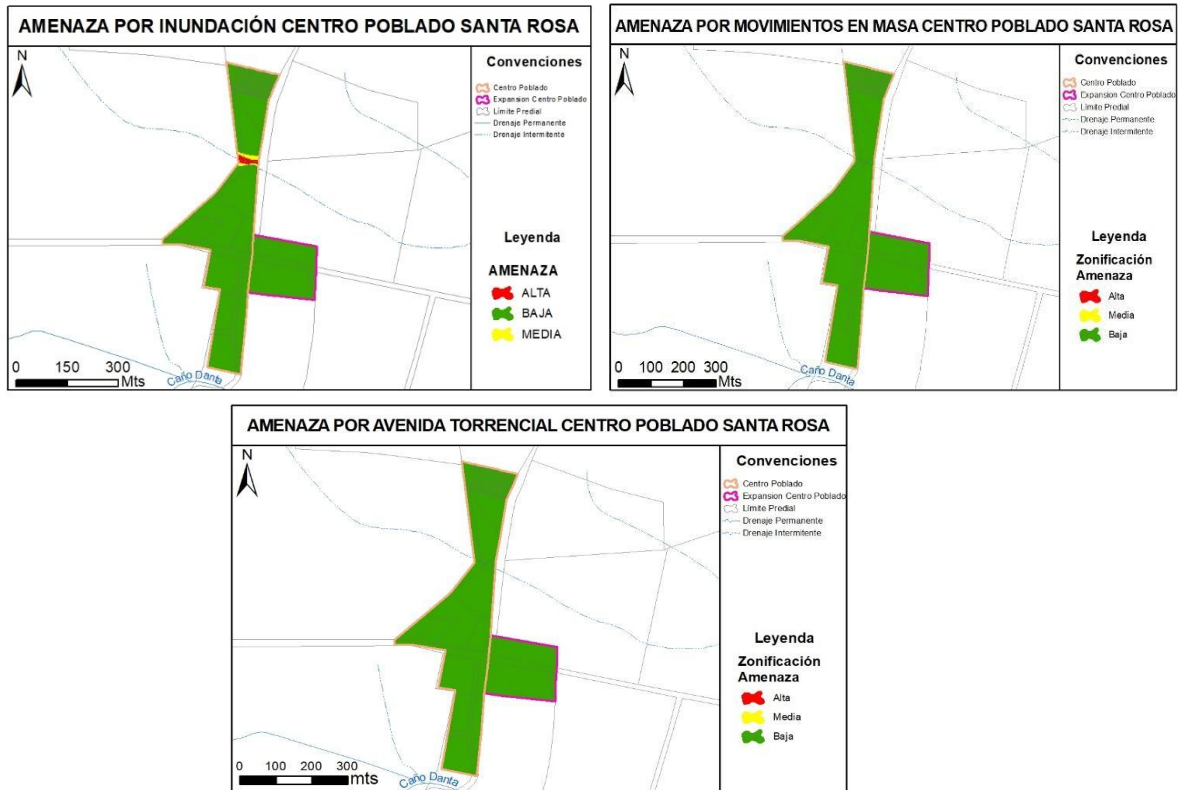 AMENAZA POR INUNDACIÓN CENTRO POBLADO SANTA ROSA
N
Convenciones
Centro Poblado
Expansion Centro Poblado
Límite Predial
Drenaje Permanente
Drenaje Intermitente
Leyenda
AMENAZA
ALTA
BAJA
MEDIA
0 150 300
Mts
Caño Danta
AMENAZA POR MOVIMIENTOS EN MASA CENTRO POBLADO SANTA ROSA
N
Convenciones
Centro Poblado
Expansion Centro Poblado
Límite Predial
Drenaje Permanente
Drenaje Intermitente
Leyenda
Zonificación
Amenaza
Alta
Media
Baja
0 100 200 300
Mts
Caño Danta
AMENAZA POR AVENIDA TORRENCIAL CENTRO POBLADO SANTA ROSA
N
Convenciones
Centro Poblado
Expansion Centro Poblado
Límite Predial
Drenaje Permanente
Drenaje Intermitente
Leyenda
Zonificación
Amenaza
Alta
Media
Baja
0 100 200 300
mts
Caño Danta